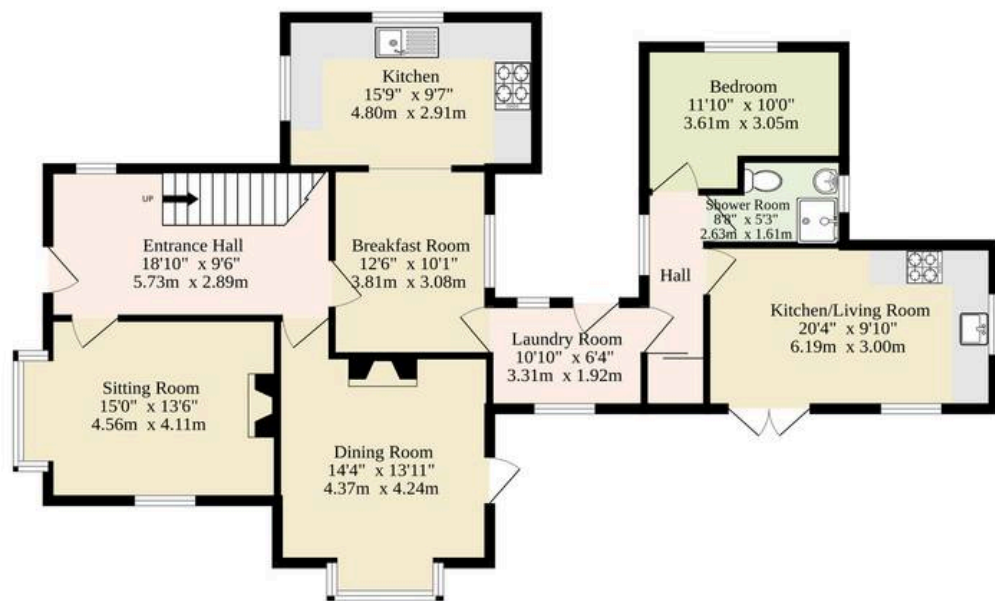 Kitchen
15'9" x 9'7"
4.80m x 2.91m
Bedroom
11'10" x 10'0"
3.61m x 3.05m
UP
Entrance Hall
18'10" x 9'6"
5.73m x 2.89m
Breakfast Room
12'6" x 10'1"
3.81m x 3.08m
Shower Room
8'8" x 5'3"
2.63m x 1.61m
Hall
Kitchen/Living Room
20'4" x 9'10"
6.19m x 3.00m
Laundry Room
10'10" x 6'4"
3.31m x 1.92m
Sitting Room
15'0" x 13'6"
4.56m x 4.11m
Dining Room
14'4" x 13'11"
4.37m x 4.24m